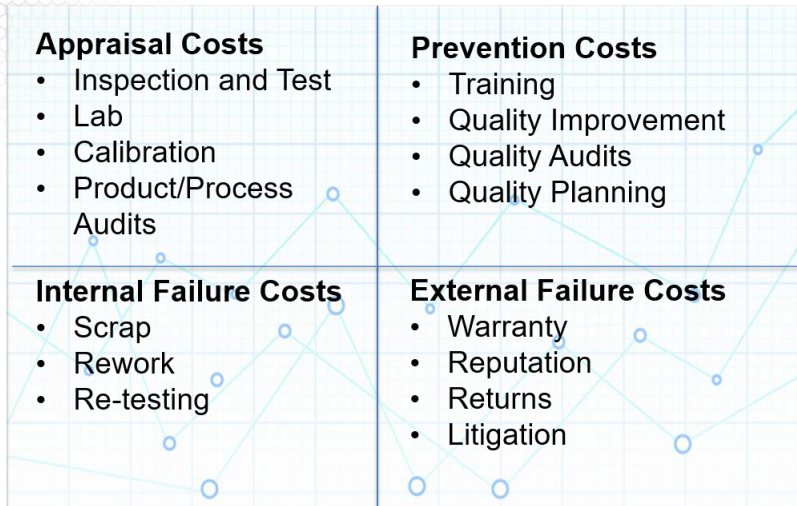 Appraisal Costs
• Inspection and Test
• Lab
• Calibration
• Product/Process
Audits
Prevention Costs
• Training
• Quality Improvement
• Quality Audits
• Quality Planning
Internal Failure Costs
• Scrap
• Rework
• Re-testing
External Failure Costs
• Warranty
• Reputation
• Returns
• Litigation